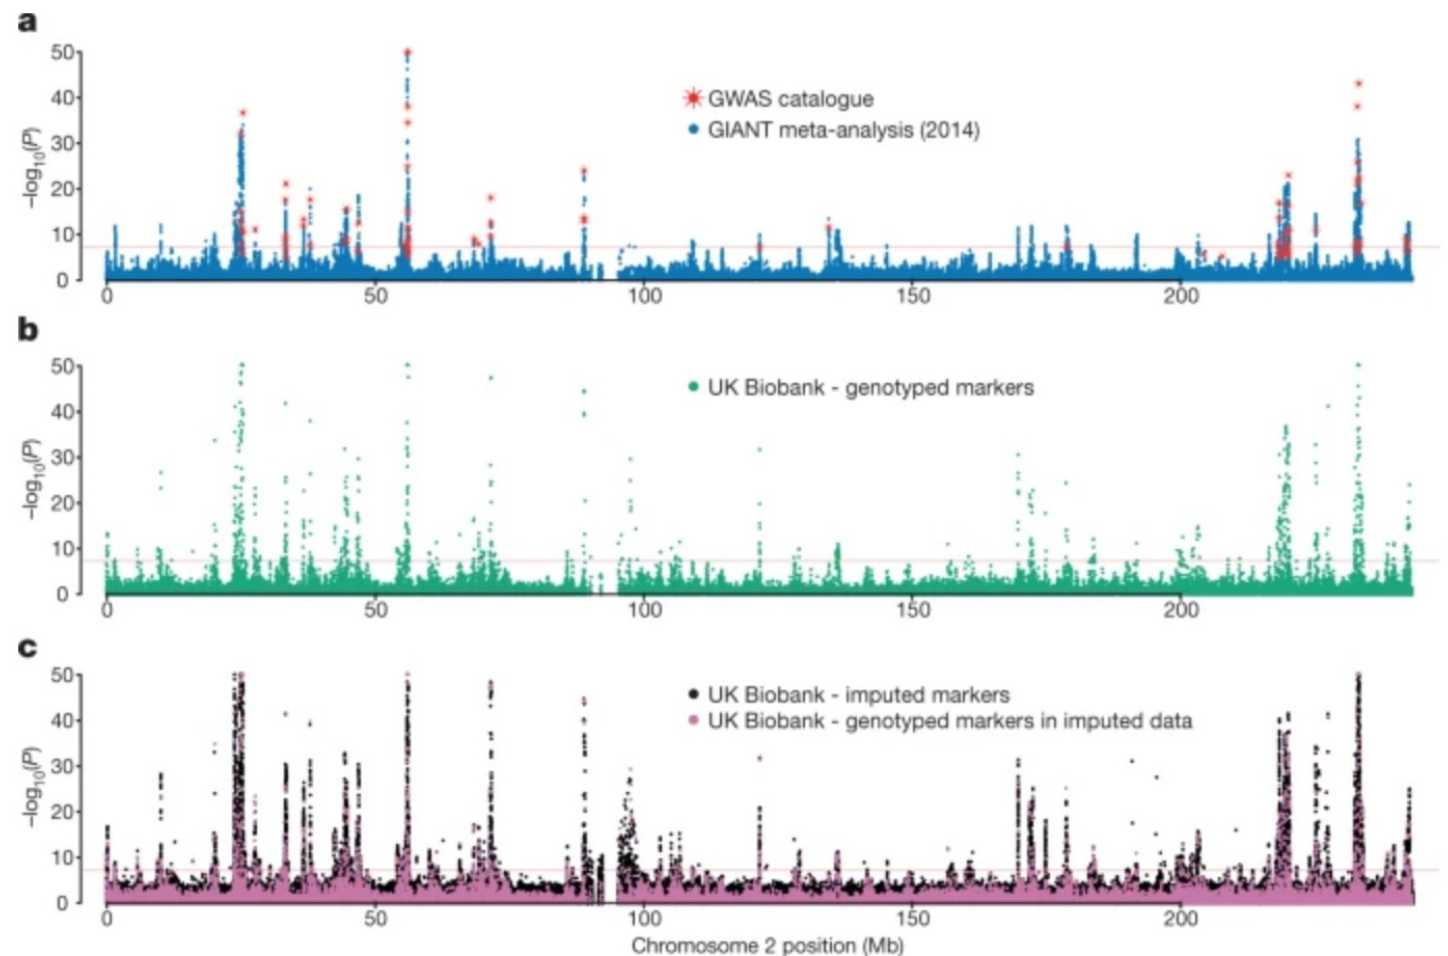 a
50
40
30
20
10
0
–log10(P)
GWAS catalogue
GIANT meta-analysis (2014)
0 50 100 150 200
b
50
40
30
20
10
0
–log10(P)
UK Biobank - genotyped markers
0 50 100 150 200
c
50
40
30
20
10
0
–log10(P)
UK Biobank - imputed markers
UK Biobank - genotyped markers in imputed data
0 50 100 150 200
Chromosome 2 position (Mb)